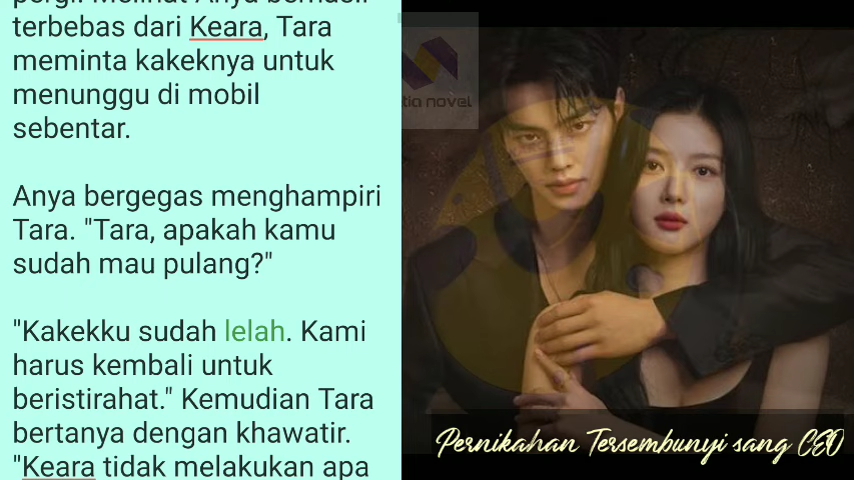 terbebas dari Keara, Tara
meminta kakeknya untuk
menunggu di mobil
sebentar.
Anya bergegas menghampiri
Tara. "Tara, apakah kamu
sudah mau pulang?"
"Kakekku sudah lelah. Kami
harus kembali untuk
beristirahat." Kemudian Tara
bertanya dengan khawatir.
"Keara tidak melakukan apa
tia novel
Pernikahan Tersembunyi sang CEO